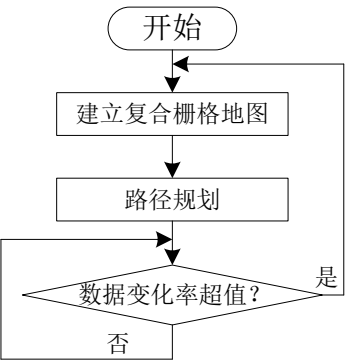 开始
建立复合栅格地图
路径规划
数据变化率超值?
是
否